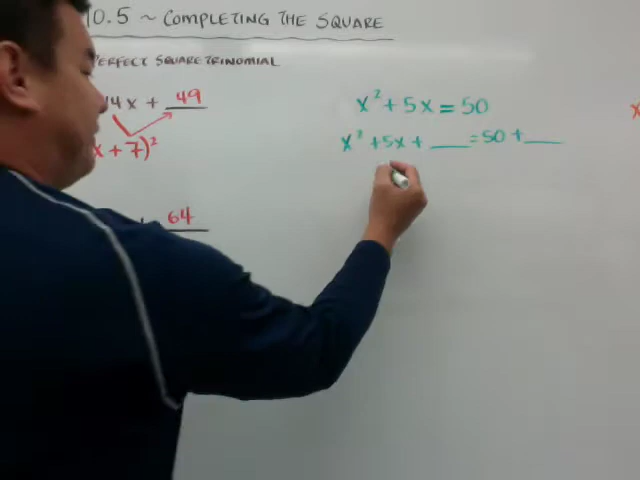 10.5 ~ COMPLETING THE SQUARE
PERFECT SQUARE TRINOMIAL
14x + 49
x + 7)²
64
x² + 5x = 50
x² + 5x + ___ = 50 + ___
x